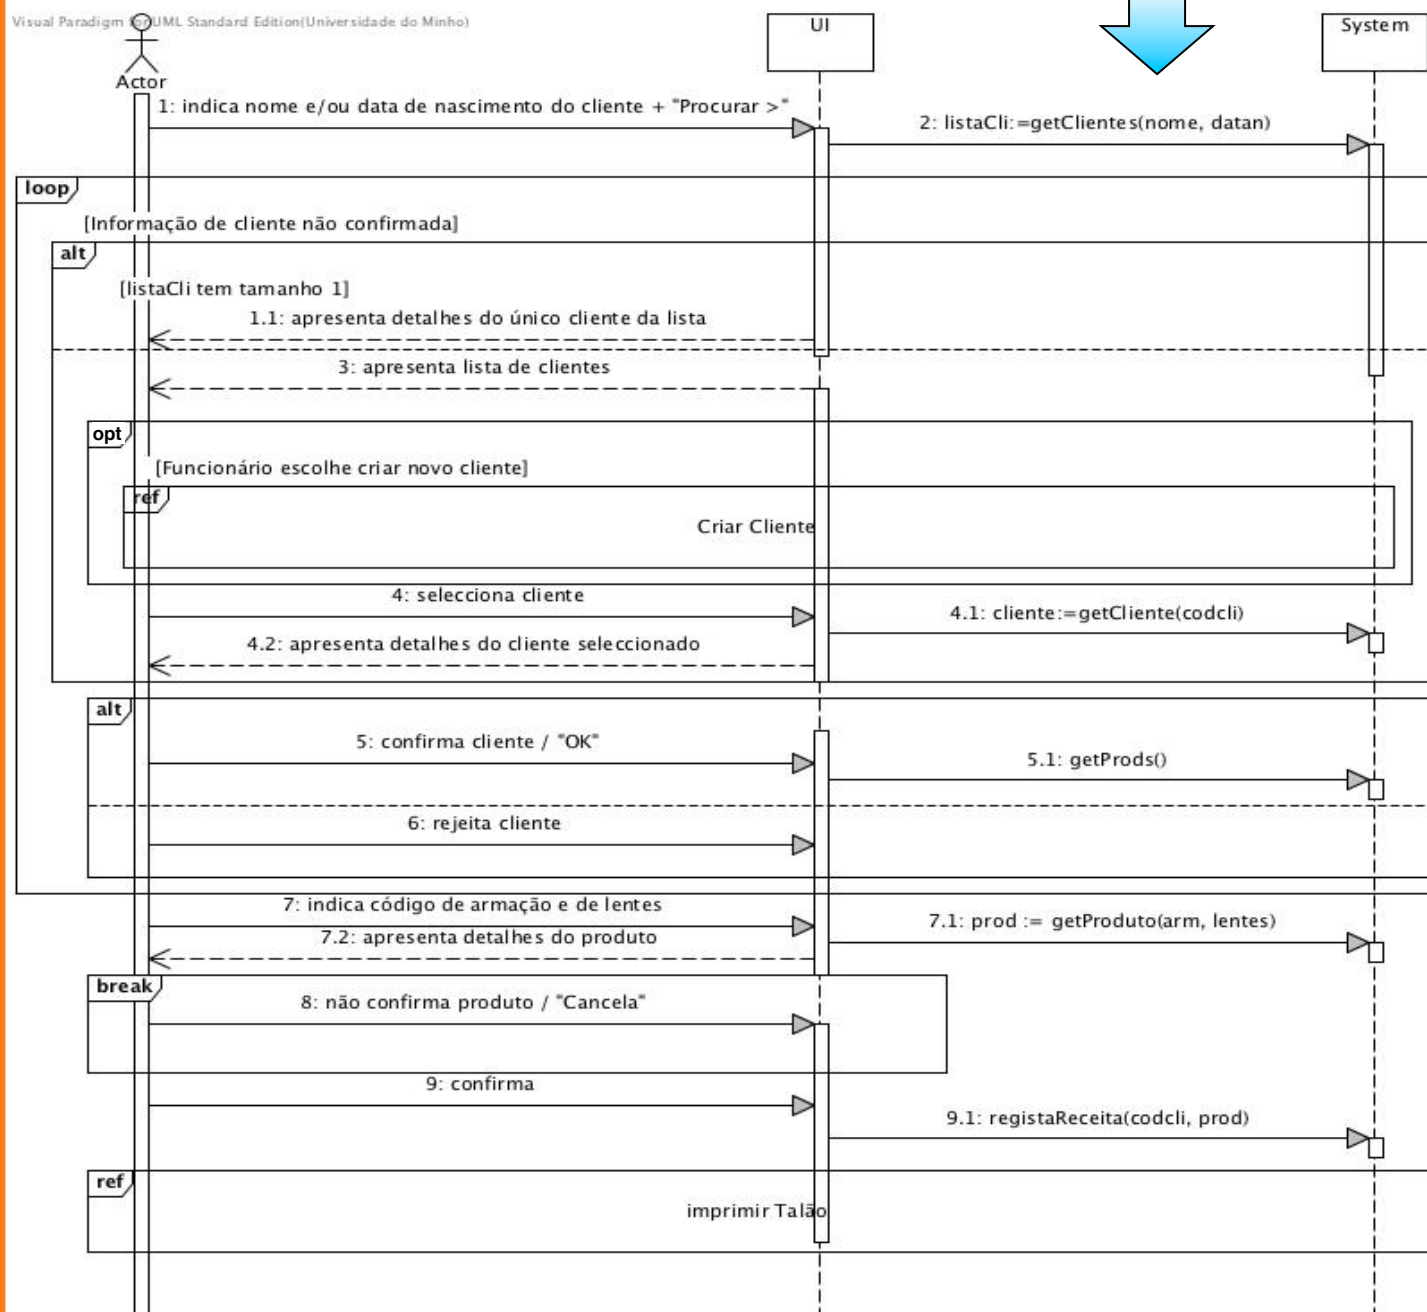 Visual Paradigm for UML Standard Edition(Universidade do Minho)
UI
System
Actor
1: indica nome e/ou data de nascimento do cliente + "Procurar >"
2: listaCli:=getClientes(nome, datan)
loop
[Informação de cliente não confirmada]
alt
[listaCli tem tamanho 1]
1.1: apresenta detalhes do único cliente da lista
3: apresenta lista de clientes
opt
[Funcionário escolhe criar novo cliente]
ref
Criar Cliente
4: selecciona cliente
4.1: cliente:=getCliente(codcli)
4.2: apresenta detalhes do cliente seleccionado
alt
5: confirma cliente / "OK"
5.1: getProds()
6: rejeita cliente
7: indica código de armação e de lentes
7.1: prod := getProduto(arm, lentes)
7.2: apresenta detalhes do produto
break
8: não confirma produto / "Cancela"
9: confirma
9.1: registaReceita(codcli, prod)
ref
imprimir Talão